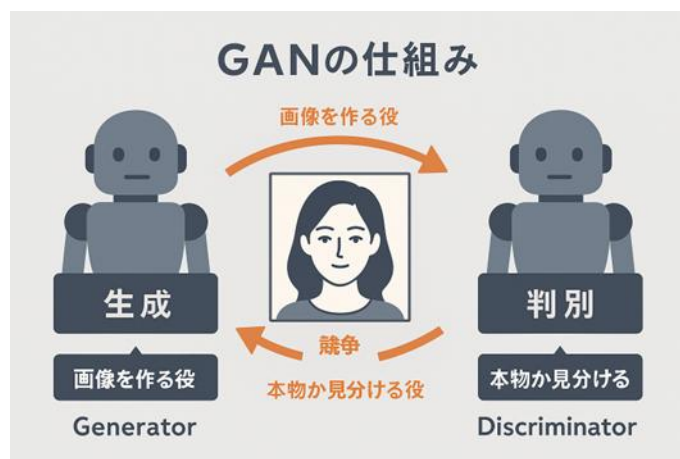 GANの仕組み
画像を作る役
生成
判別
競争
本物か見分ける役
画像を作る役
本物か見分ける
Generator
Discriminator